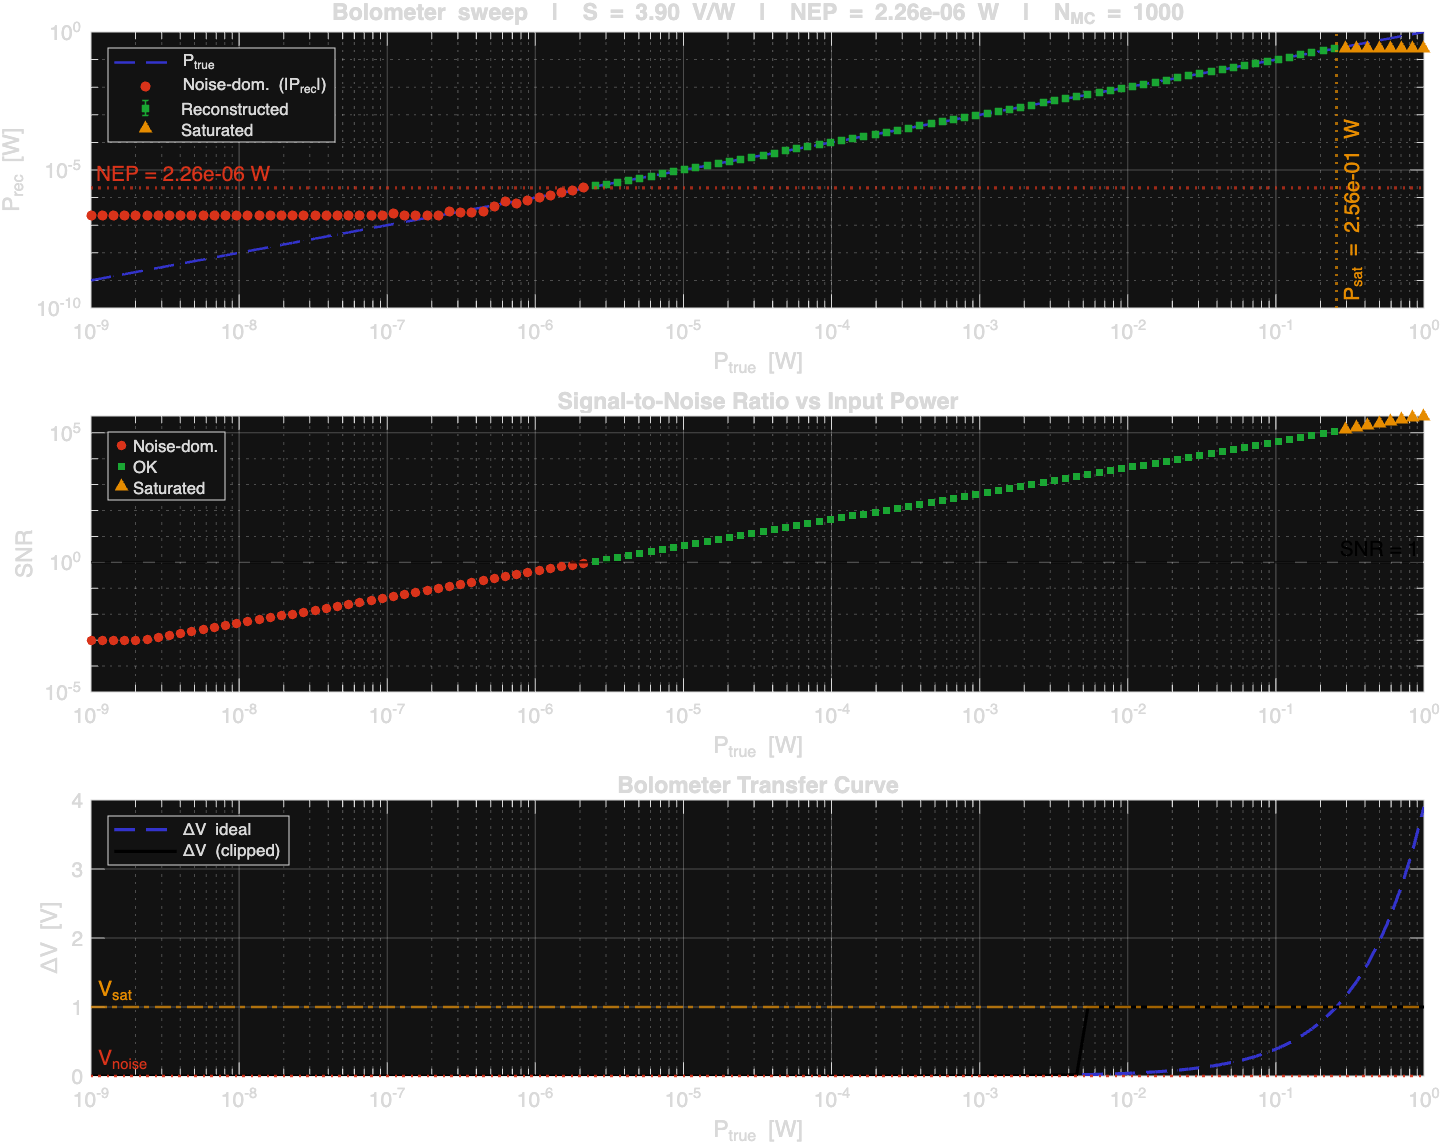 Bolometer sweep | S = 3.90 V/W | NEP = 2.26e-06 W | N_MC = 1000
10^0
10^-5
10^-10
P_rec [W]
P_true
Noise-dom. (|P_rec|)
Reconstructed
Saturated
NEP = 2.26e-06 W
P_sat = 2.56e-01 W
10^-9 10^-8 10^-7 10^-6 10^-5 10^-4 10^-3 10^-2 10^-1 10^0
P_true [W]
Signal-to-Noise Ratio vs Input Power
10^5
10^0
10^-5
SNR
Noise-dom.
OK
Saturated
SNR = 1
10^-9 10^-8 10^-7 10^-6 10^-5 10^-4 10^-3 10^-2 10^-1 10^0
P_true [W]
Bolometer Transfer Curve
4
3
2
1
0
ΔV [V]
ΔV ideal
ΔV (clipped)
V_sat
V_noise
10^-9 10^-8 10^-7 10^-6 10^-5 10^-4 10^-3 10^-2 10^-1 10^0
P_true [W]